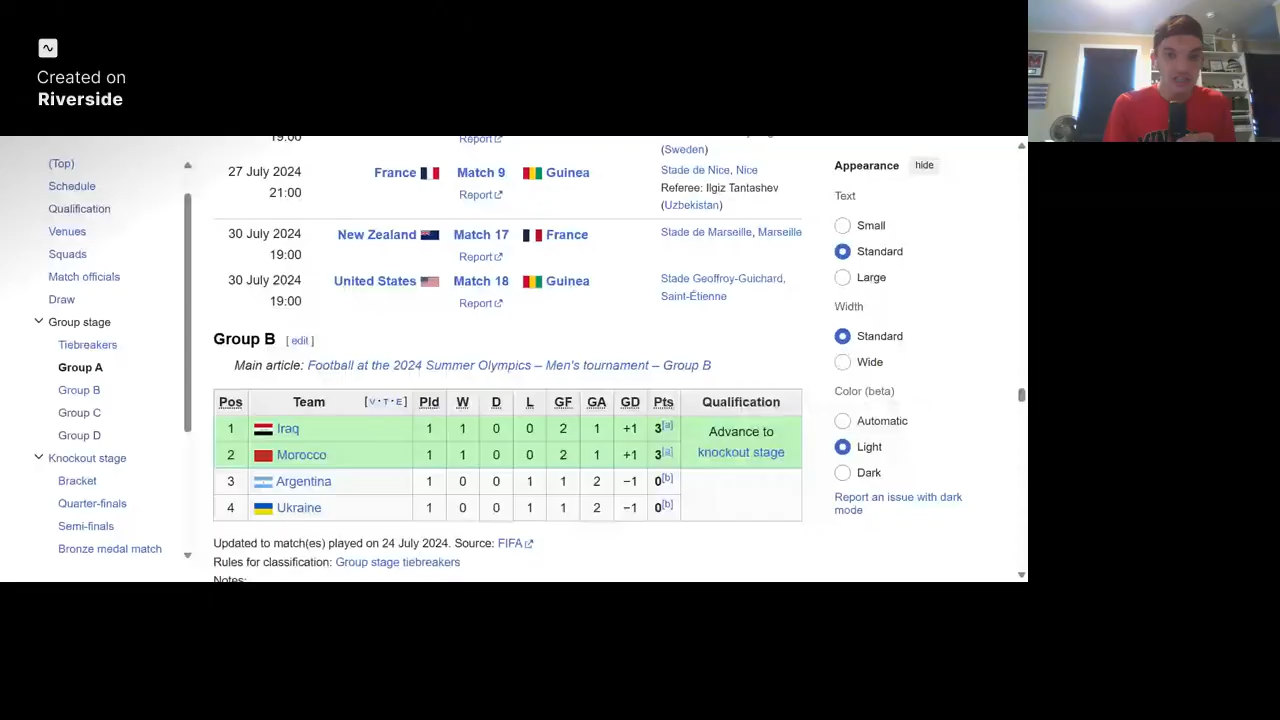 Created on
Riverside
19:00
Report
(Sweden)
27 July 2024
21:00
France Match 9 Guinea
Report
Stade de Nice, Nice
Referee: Ilgiz Tantashev
(Uzbekistan)
30 July 2024
19:00
New Zealand Match 17 France
Report
Stade de Marseille, Marseille
30 July 2024
19:00
United States Match 18 Guinea
Report
Stade Geoffroy-Guichard,
Saint-Étienne
(Top)
Schedule
Qualification
Venues
Squads
Match officials
Draw
Group stage
Tiebreakers
Group A
Group B
Group C
Group D
Knockout stage
Bracket
Quarter-finals
Semi-finals
Bronze medal match
Group B [ edit ]
Main article: Football at the 2024 Summer Olympics – Men's tournament – Group B
Pos Team [V·T·E] Pld W D L GF GA GD Pts Qualification
1 Iraq 1 1 0 0 2 1 +1 3[a] Advance to
knockout stage
2 Morocco 1 1 0 0 2 1 +1 3[a]
3 Argentina 1 0 0 1 1 2 −1 0[b]
4 Ukraine 1 0 0 1 1 2 −1 0[b]
Updated to match(es) played on 24 July 2024. Source: FIFA
Rules for classification: Group stage tiebreakers
Notes:
Appearance hide
Text
Small
Standard
Large
Width
Standard
Wide
Color (beta)
Automatic
Light
Dark
Report an issue with dark
mode